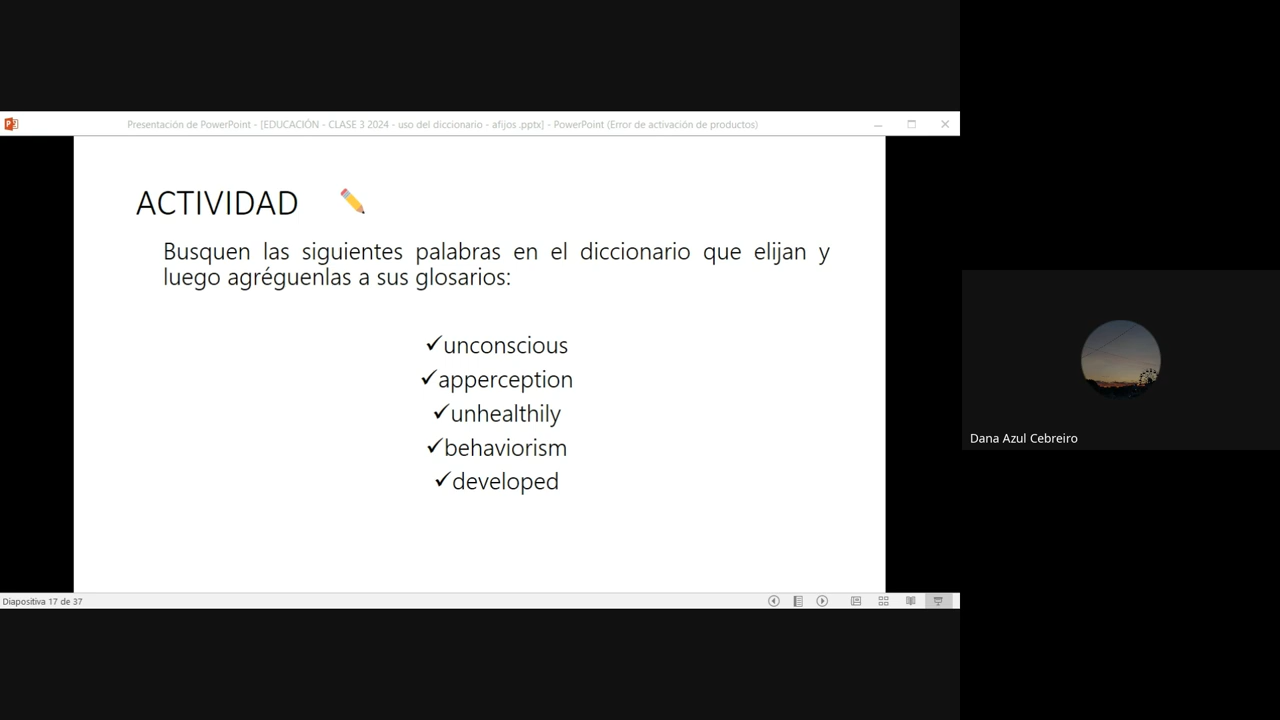 Presentación de PowerPoint - [EDUCACIÓN - CLASE 3 2024 - uso del diccionario - afijos .pptx] - PowerPoint (Error de activación de productos)
ACTIVIDAD
Busquen las siguientes palabras en el diccionario que elijan y
luego agréguenlas a sus glosarios:
✓unconscious
✓apperception
✓unhealthily
✓behaviorism
✓developed
Dana Azul Cebreiro
Diapositiva 17 de 37